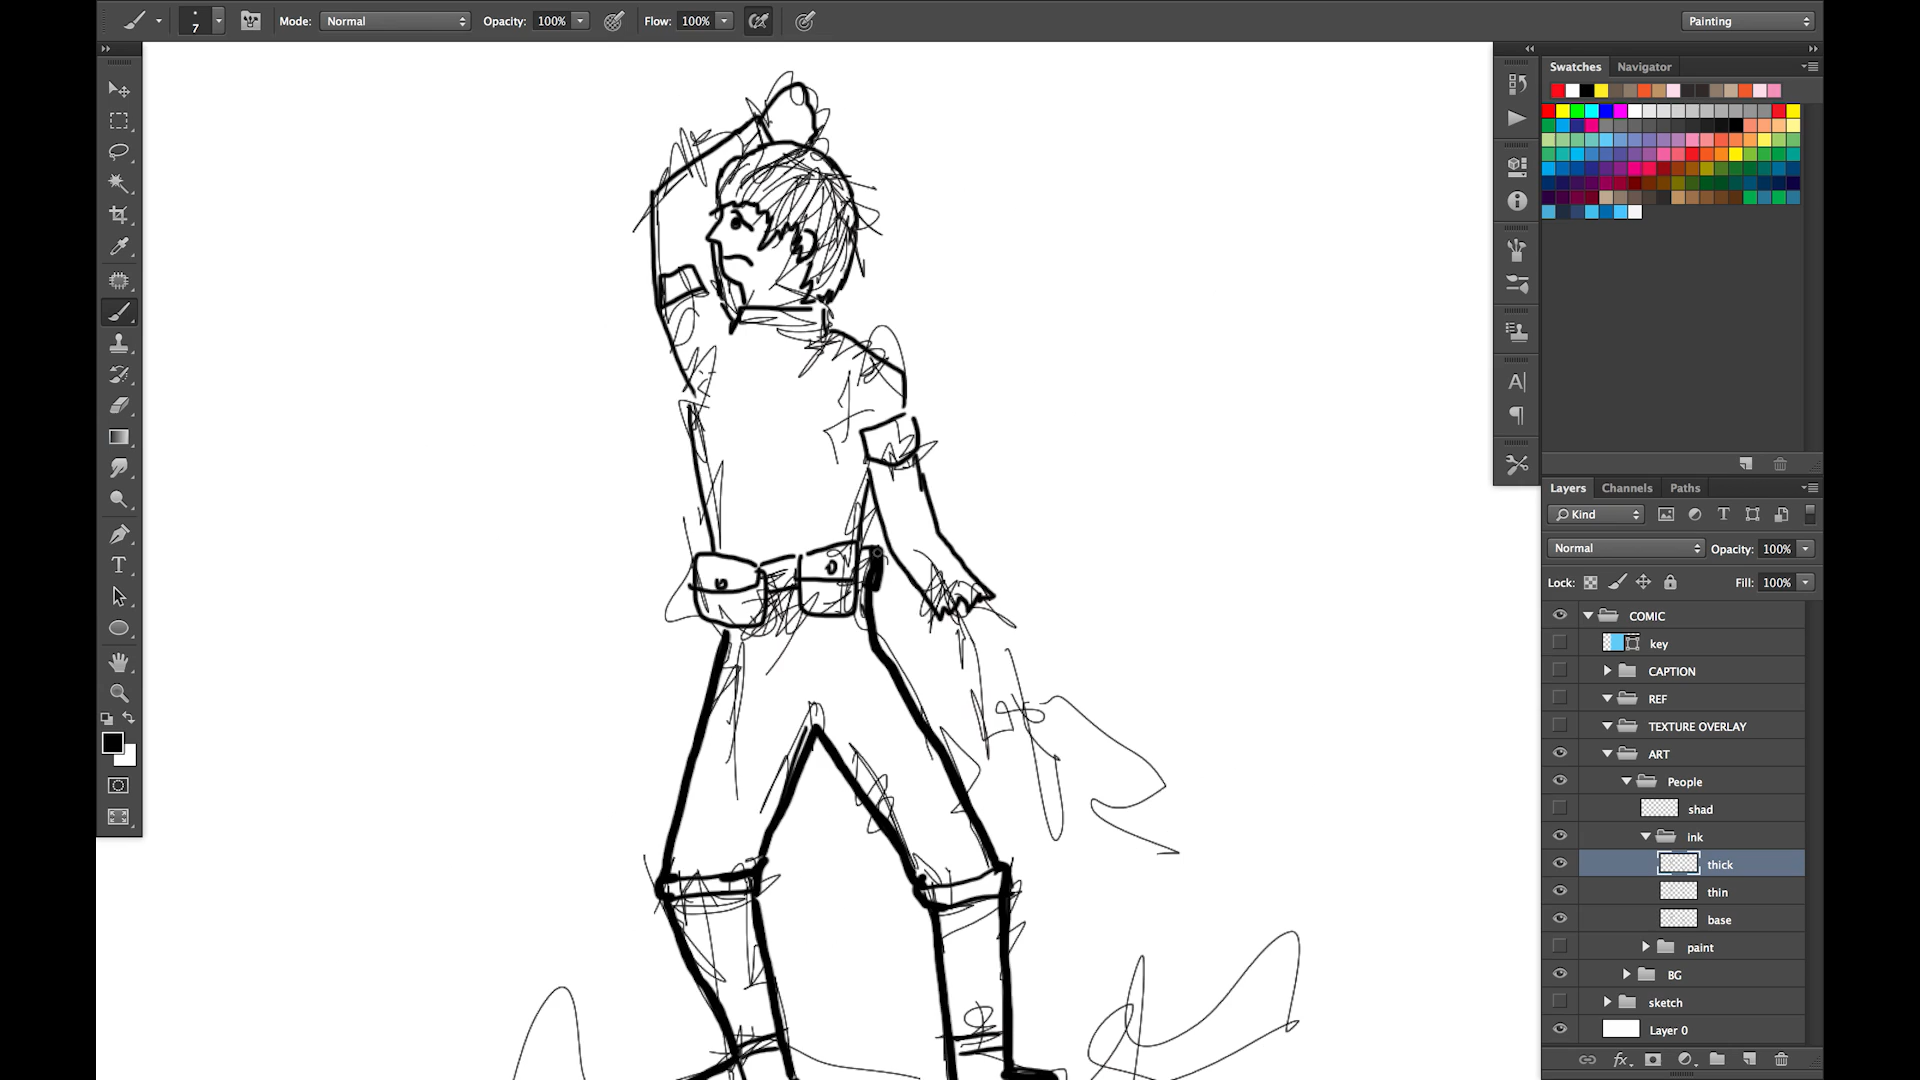 7 Mode: Normal Opacity: 100% Flow: 100% Painting
Swatches Navigator
Layers Channels Paths
Kind
Normal Opacity: 100%
Lock: Fill: 100%
COMIC
key
CAPTION
REF
TEXTURE OVERLAY
ART
People
shad
ink
thick
thin
base
paint
BG
sketch
Layer 0